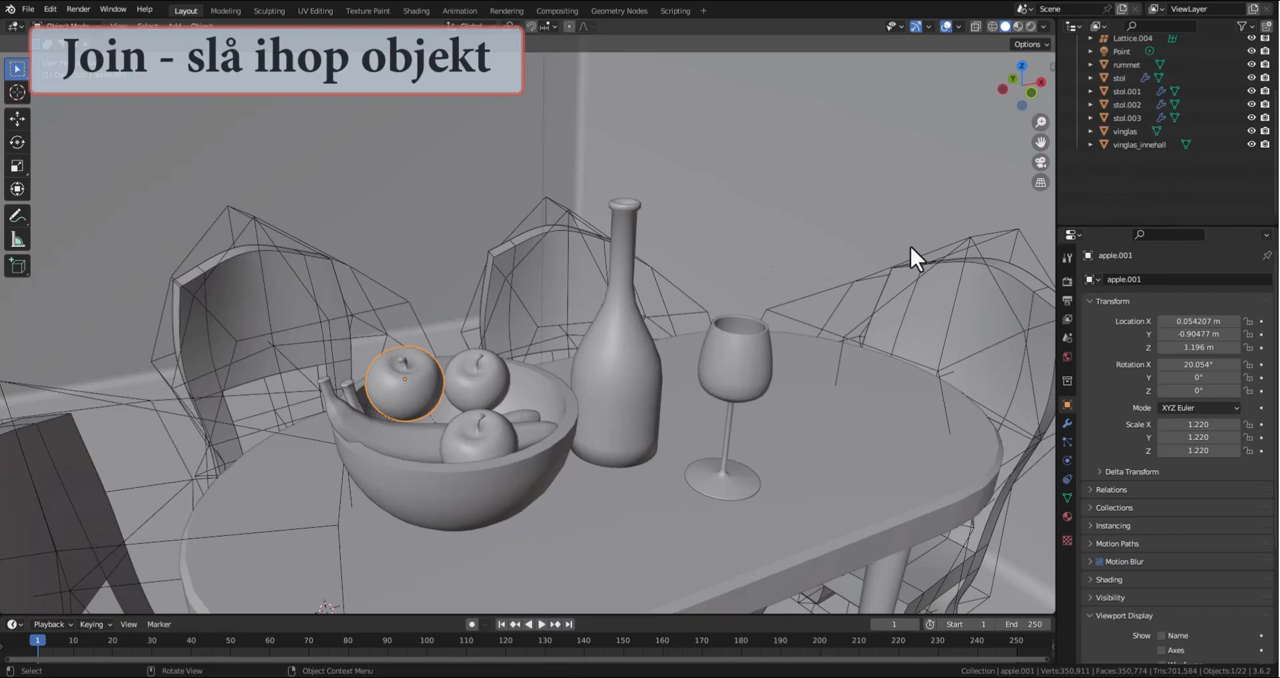 File Edit Render Window Help Layout Modeling Sculpting UV Editing Texture Paint Shading Animation Rendering Compositing Geometry Nodes Scripting Scene ViewLayer
Join - slå ihop objekt
Options
Z
Y
X
Lattice.004
Point
rummet
stol
stol.001
stol.002
stol.003
vinglas
vinglas_innehall
apple.001
apple.001
Transform
Location X 0.054207 m
Y -0.90477 m
Z 1.196 m
Rotation X 20.054°
Y 0°
Z 0°
Mode XYZ Euler
Scale X 1.220
Y 1.220
Z 1.220
Delta Transform
Relations
Collections
Instancing
Motion Paths
Motion Blur
Shading
Visibility
Viewport Display
Show Name
Axes
Playback Keying View Marker 1 Start 1 End 250
1 10 20 30 40 50 60 70 80 90 100 110 120 130 140 150 160 170 180 190 200 210 220 230 240 250
Select Rotate View Object Context Menu Collection | apple.001 | Verts:350,911 | Faces:350,774 | Tris:701,584 | Objects:1/22 | 3.6.2